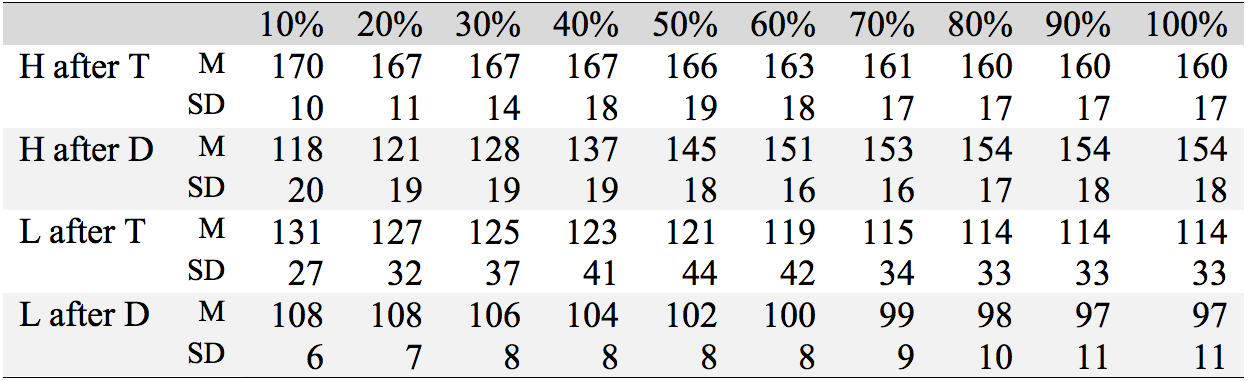 10% 20% 30% 40% 50% 60% 70% 80% 90% 100%
H after T M 170 167 167 167 166 163 161 160 160 160
SD 10 11 14 18 19 18 17 17 17 17
H after D M 118 121 128 137 145 151 153 154 154 154
SD 20 19 19 19 18 16 16 17 18 18
L after T M 131 127 125 123 121 119 115 114 114 114
SD 27 32 37 41 44 42 34 33 33 33
L after D M 108 108 106 104 102 100 99 98 97 97
SD 6 7 8 8 8 8 9 10 11 11